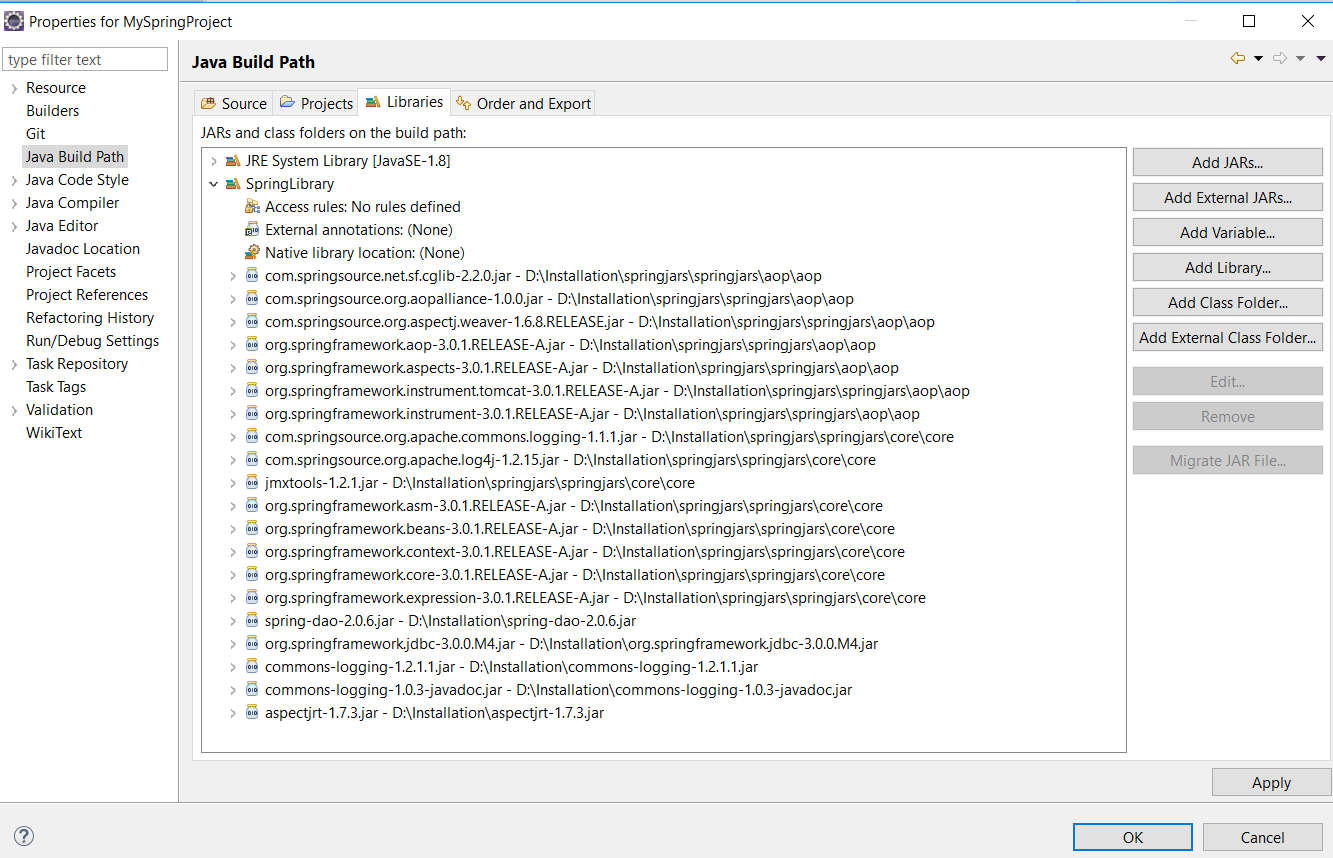 Properties for MySpringProject
type filter text
Resource
Builders
Git
Java Build Path
Java Code Style
Java Compiler
Java Editor
Javadoc Location
Project Facets
Project References
Refactoring History
Run/Debug Settings
Task Repository
Task Tags
Validation
WikiText
Java Build Path
Source Projects Libraries Order and Export
JARs and class folders on the build path:
JRE System Library [JavaSE-1.8]
SpringLibrary
Access rules: No rules defined
External annotations: (None)
Native library location: (None)
com.springsource.net.sf.cglib-2.2.0.jar - D:\Installation\springjars\springjars\aop\aop
com.springsource.org.aopalliance-1.0.0.jar - D:\Installation\springjars\springjars\aop\aop
com.springsource.org.aspectj.weaver-1.6.8.RELEASE.jar - D:\Installation\springjars\springjars\aop\aop
org.springframework.aop-3.0.1.RELEASE-A.jar - D:\Installation\springjars\springjars\aop\aop
org.springframework.aspects-3.0.1.RELEASE-A.jar - D:\Installation\springjars\springjars\aop\aop
org.springframework.instrument.tomcat-3.0.1.RELEASE-A.jar - D:\Installation\springjars\springjars\aop\aop
org.springframework.instrument-3.0.1.RELEASE-A.jar - D:\Installation\springjars\springjars\aop\aop
com.springsource.org.apache.commons.logging-1.1.1.jar - D:\Installation\springjars\springjars\core\core
com.springsource.org.apache.log4j-1.2.15.jar - D:\Installation\springjars\springjars\core\core
jmxtools-1.2.1.jar - D:\Installation\springjars\springjars\core\core
org.springframework.asm-3.0.1.RELEASE-A.jar - D:\Installation\springjars\springjars\core\core
org.springframework.beans-3.0.1.RELEASE-A.jar - D:\Installation\springjars\springjars\core\core
org.springframework.context-3.0.1.RELEASE-A.jar - D:\Installation\springjars\springjars\core\core
org.springframework.core-3.0.1.RELEASE-A.jar - D:\Installation\springjars\springjars\core\core
org.springframework.expression-3.0.1.RELEASE-A.jar - D:\Installation\springjars\springjars\core\core
spring-dao-2.0.6.jar - D:\Installation\spring-dao-2.0.6.jar
org.springframework.jdbc-3.0.0.M4.jar - D:\Installation\org.springframework.jdbc-3.0.0.M4.jar
commons-logging-1.2.1.1.jar - D:\Installation\commons-logging-1.2.1.1.jar
commons-logging-1.0.3-javadoc.jar - D:\Installation\commons-logging-1.0.3-javadoc.jar
aspectjrt-1.7.3.jar - D:\Installation\aspectjrt-1.7.3.jar
Add JARs...
Add External JARs...
Add Variable...
Add Library...
Add Class Folder...
Add External Class Folder...
Edit...
Remove
Migrate JAR File...
Apply
OK Cancel